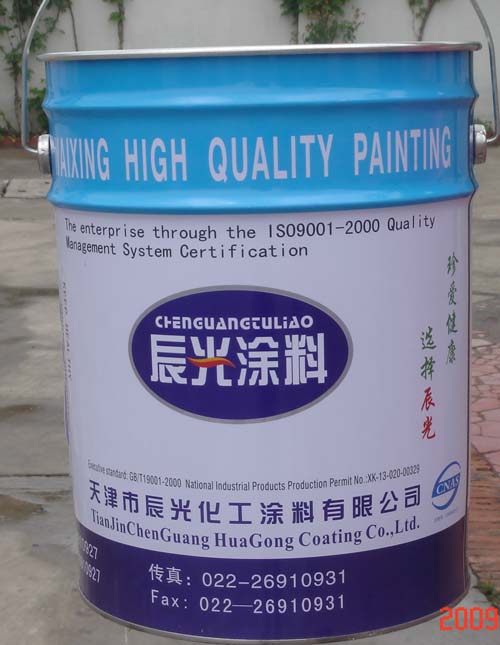 HIGH QUALITY PAINTING
The enterprise through the ISO9001-2000 Quality
Management System Certification
CHENGUANGTULIAO
辰光涂料
珍爱健康
选择辰光
Executive standard: GB/T19001-2000 National Industrial Products Production Permit No.:XK-13-020-00329
CNAS
天津市辰光化工涂料有限公司
TianJinChenGuang HuaGong Coating Co.,Ltd.
传真: 022-26910931
Fax: 022—26910931
0927
0927
2009